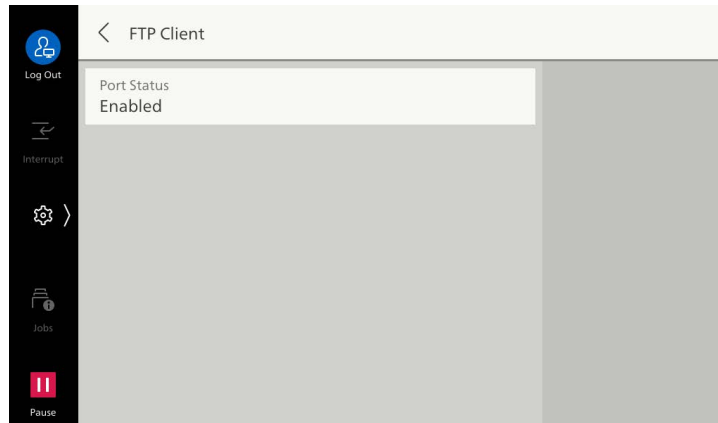 FTP Client
Log Out
Port Status
Enabled
Interrupt
Jobs
Pause